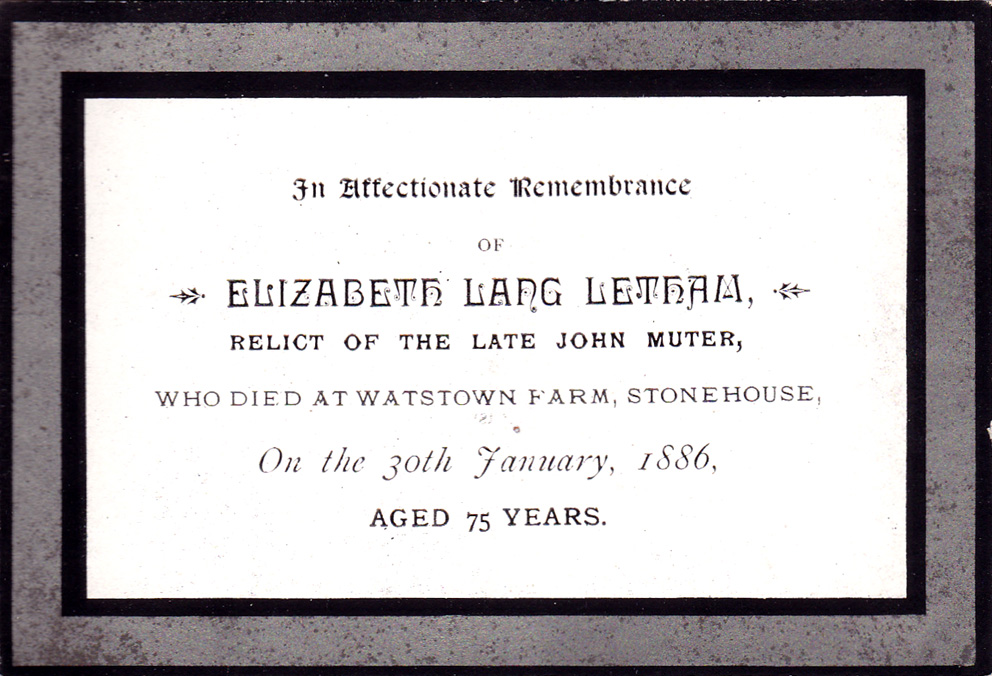 In Affectionate Remembrance
OF
ELIZABETH LANG LETHAM,
RELICT OF THE LATE JOHN MUTER,
WHO DIED AT WATSTOWN FARM, STONEHOUSE,
On the 30th January, 1886,
AGED 75 YEARS.